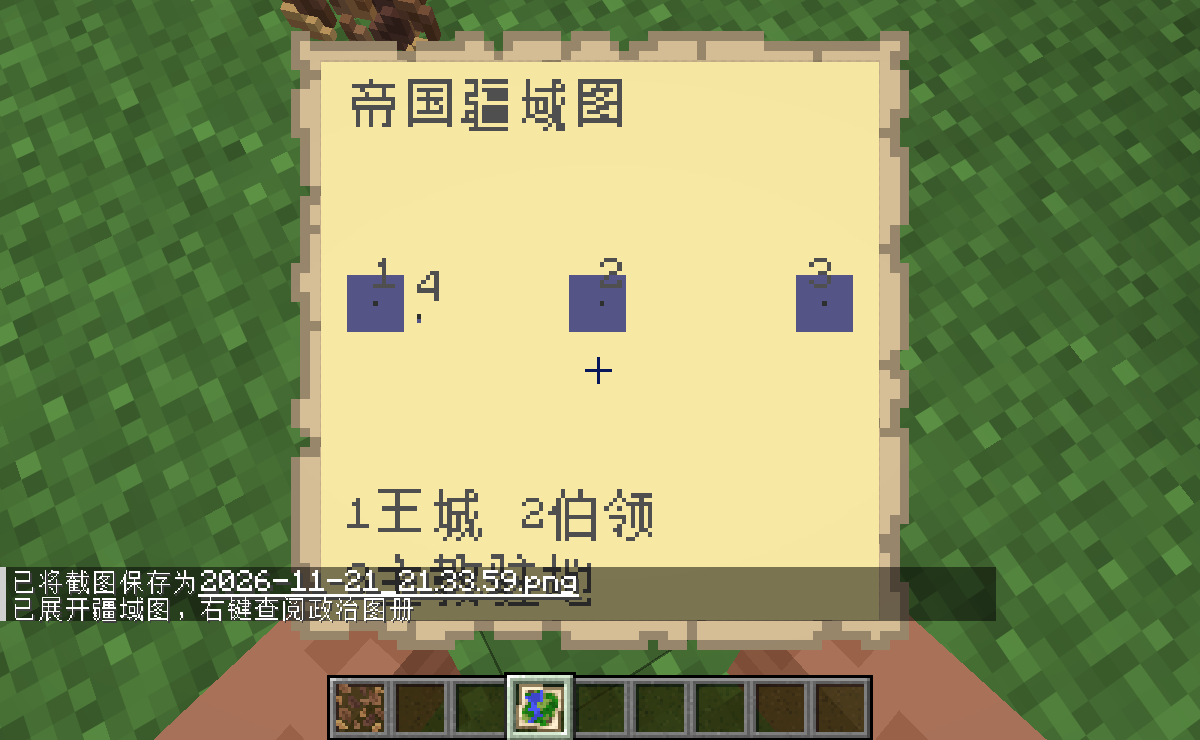 帝国疆域图
1 4 2 3
1王城 2伯领
已将截图保存为2026-11-21_21.33.59.png
已展开疆域图，右键查阅政治图册